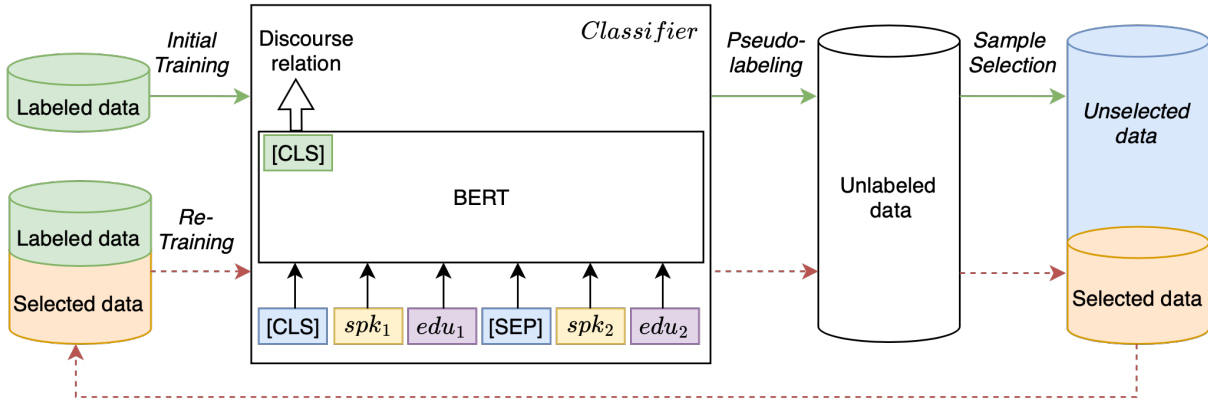 Initial
Training
Labeled data
Discourse
relation
Classifier
[CLS]
BERT
[CLS]
spk₁
edu₁
[SEP]
spk₂
edu₂
Pseudo-
labeling
Unlabeled
data
Sample
Selection
Unselected
data
Selected data
Labeled data
Selected data
Re-
Training